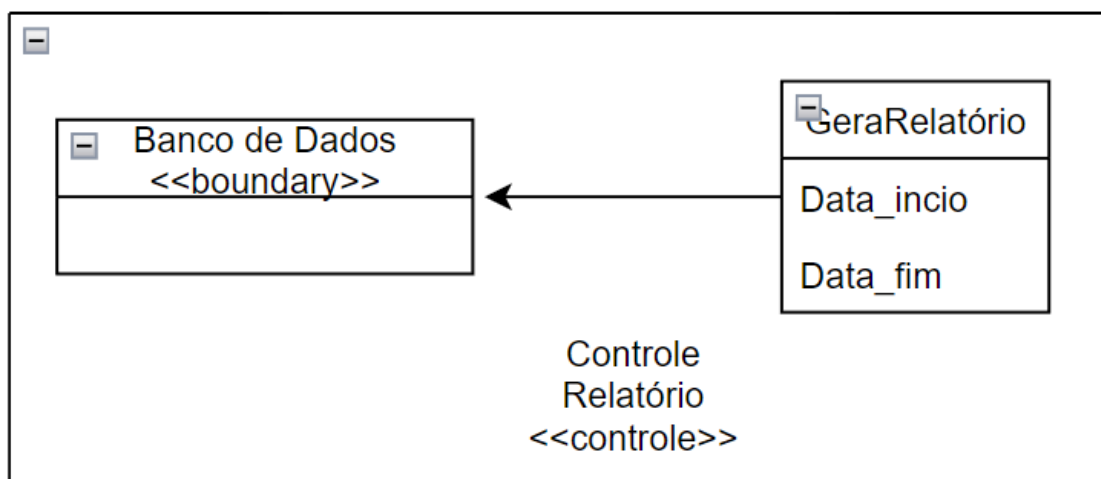 Banco de Dados
<<boundary>>
GeraRelatório
Data_incio
Data_fim
Controle
Relatório
<<controle>>